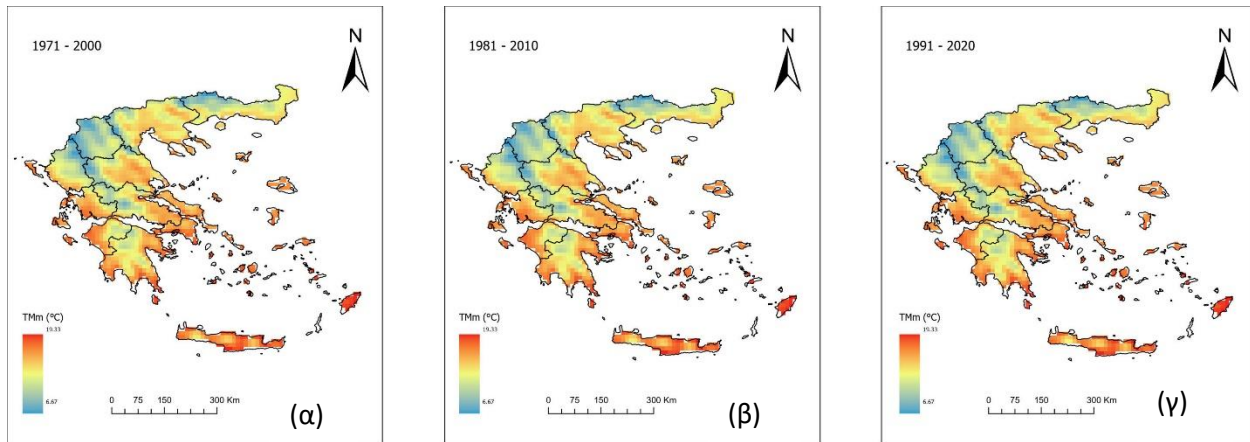 1971 - 2000
N
TMm (°C)
19.33
6.67
0 75 150 300 Km
(α)
1981 - 2010
N
TMm (°C)
19.33
6.67
0 75 150 300 Km
(β)
1991 - 2020
N
TMm (°C)
19.33
6.67
0 75 150 300 Km
(γ)